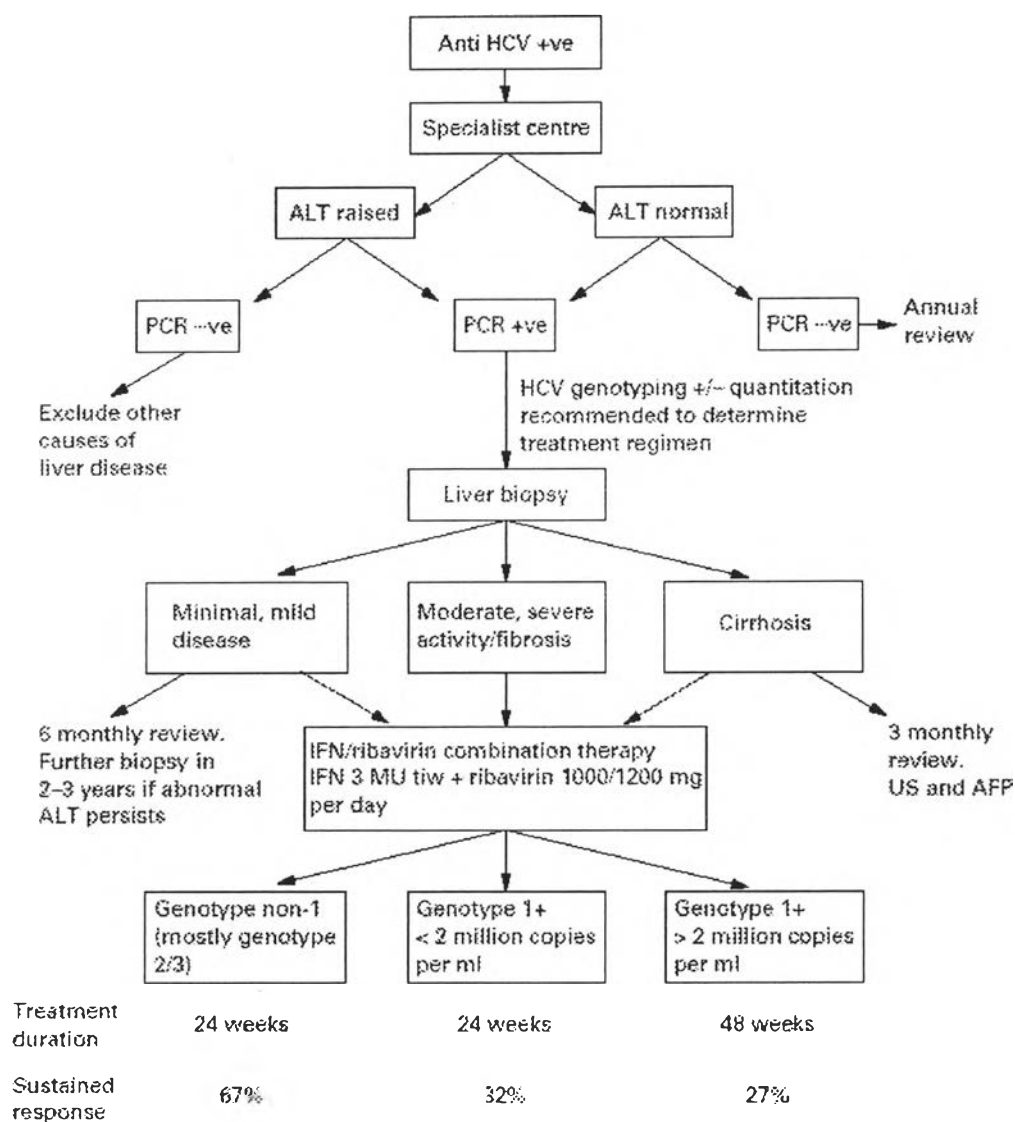 Anti HCV +ve
Specialist centre
ALT raised
ALT normal
PCR –ve
PCR +ve
PCR –ve
Annual
review
Exclude other
causes of
liver disease
HCV genotyping +/– quantitation
recommended to determine
treatment regimen
Liver biopsy
Minimal, mild
disease
Moderate, severe
activity/fibrosis
Cirrhosis
6 monthly review.
Further biopsy in
2–3 years if abnormal
ALT persists
IFN/ribavirin combination therapy
IFN 3 MU tiw + ribavirin 1000/1200 mg
per day
3 monthly
review.
US and AFP
Genotype non-1
(mostly genotype
2/3)
Genotype 1+
< 2 million copies
per ml
Genotype 1+
> 2 million copies
per ml
Treatment
duration
24 weeks
24 weeks
48 weeks
Sustained
response
67%
32%
27%